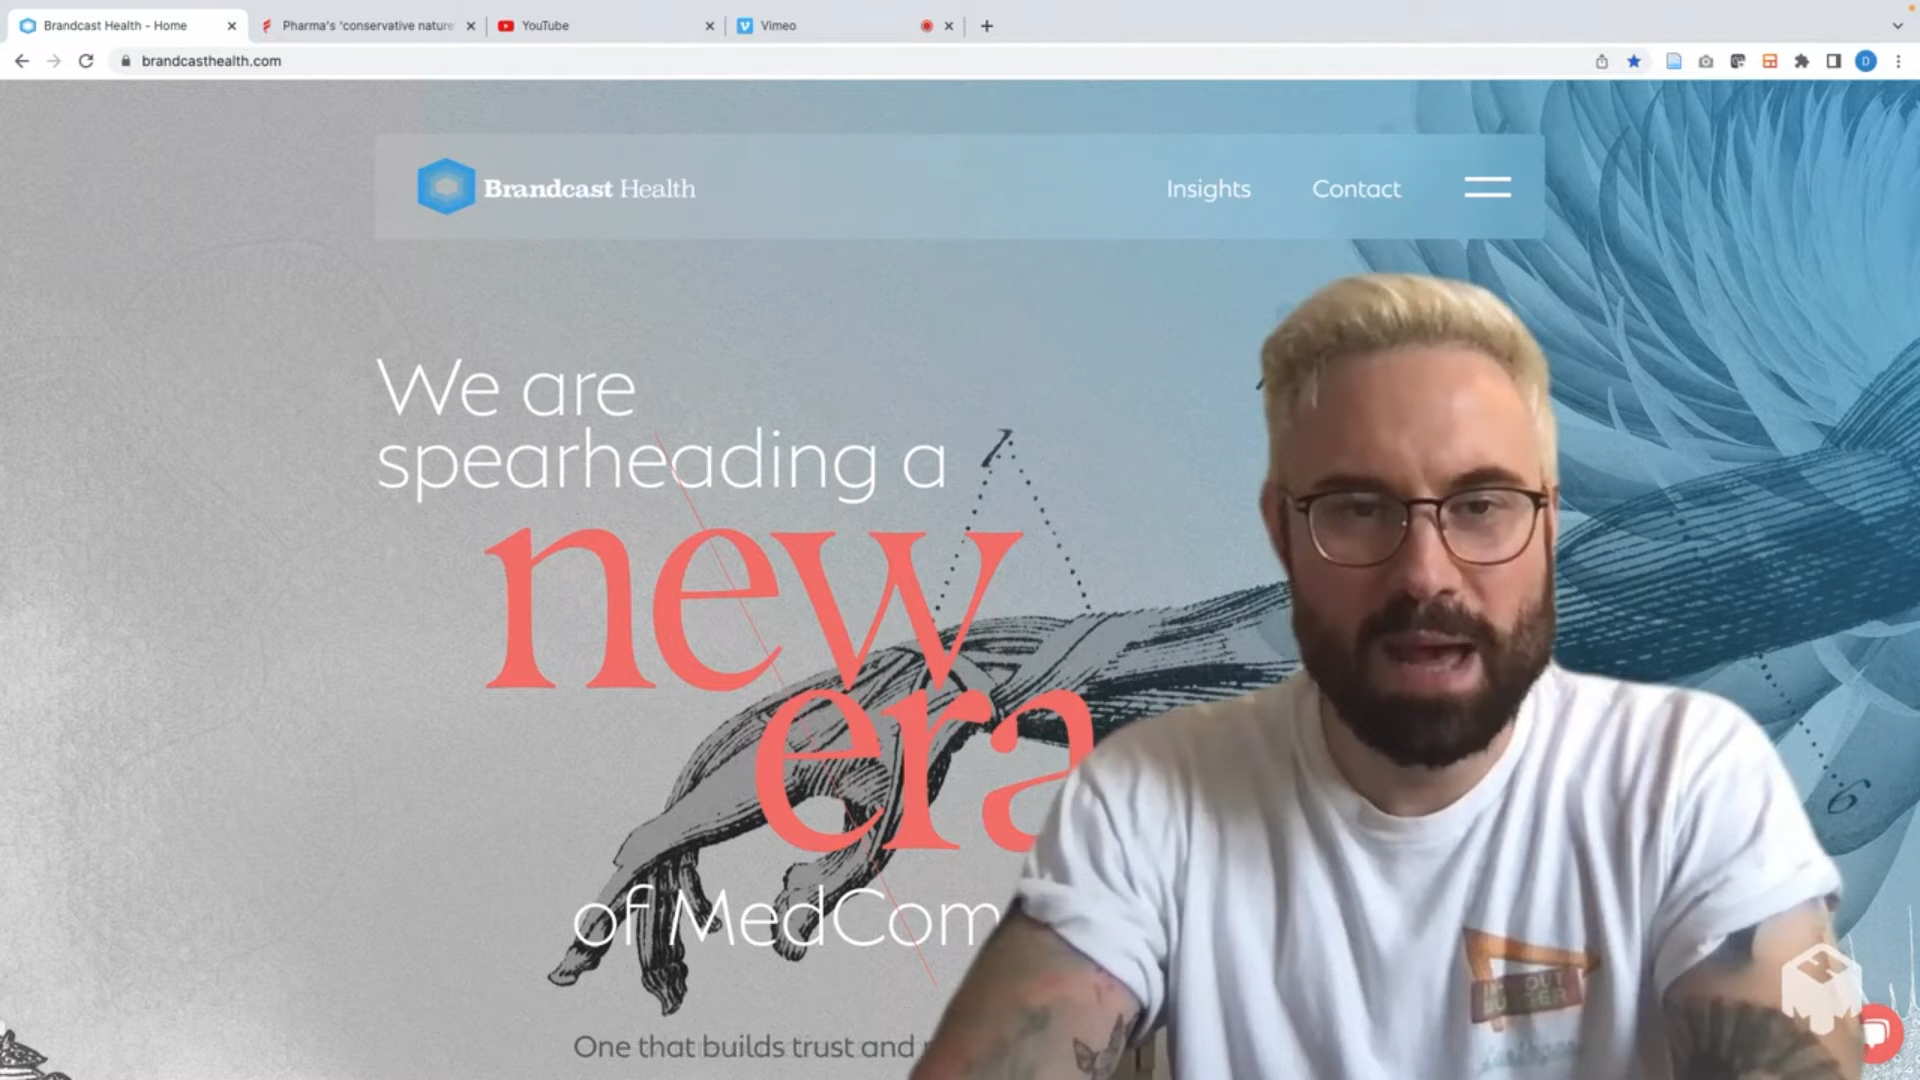 Brandcast Health - Home
Pharma's 'conservative nature
YouTube
Vimeo
brandcasthealth.com
D
Brandcast Health
Insights
Contact
We are
spearheading a
new
era
of MedCom
One that builds trust and
6